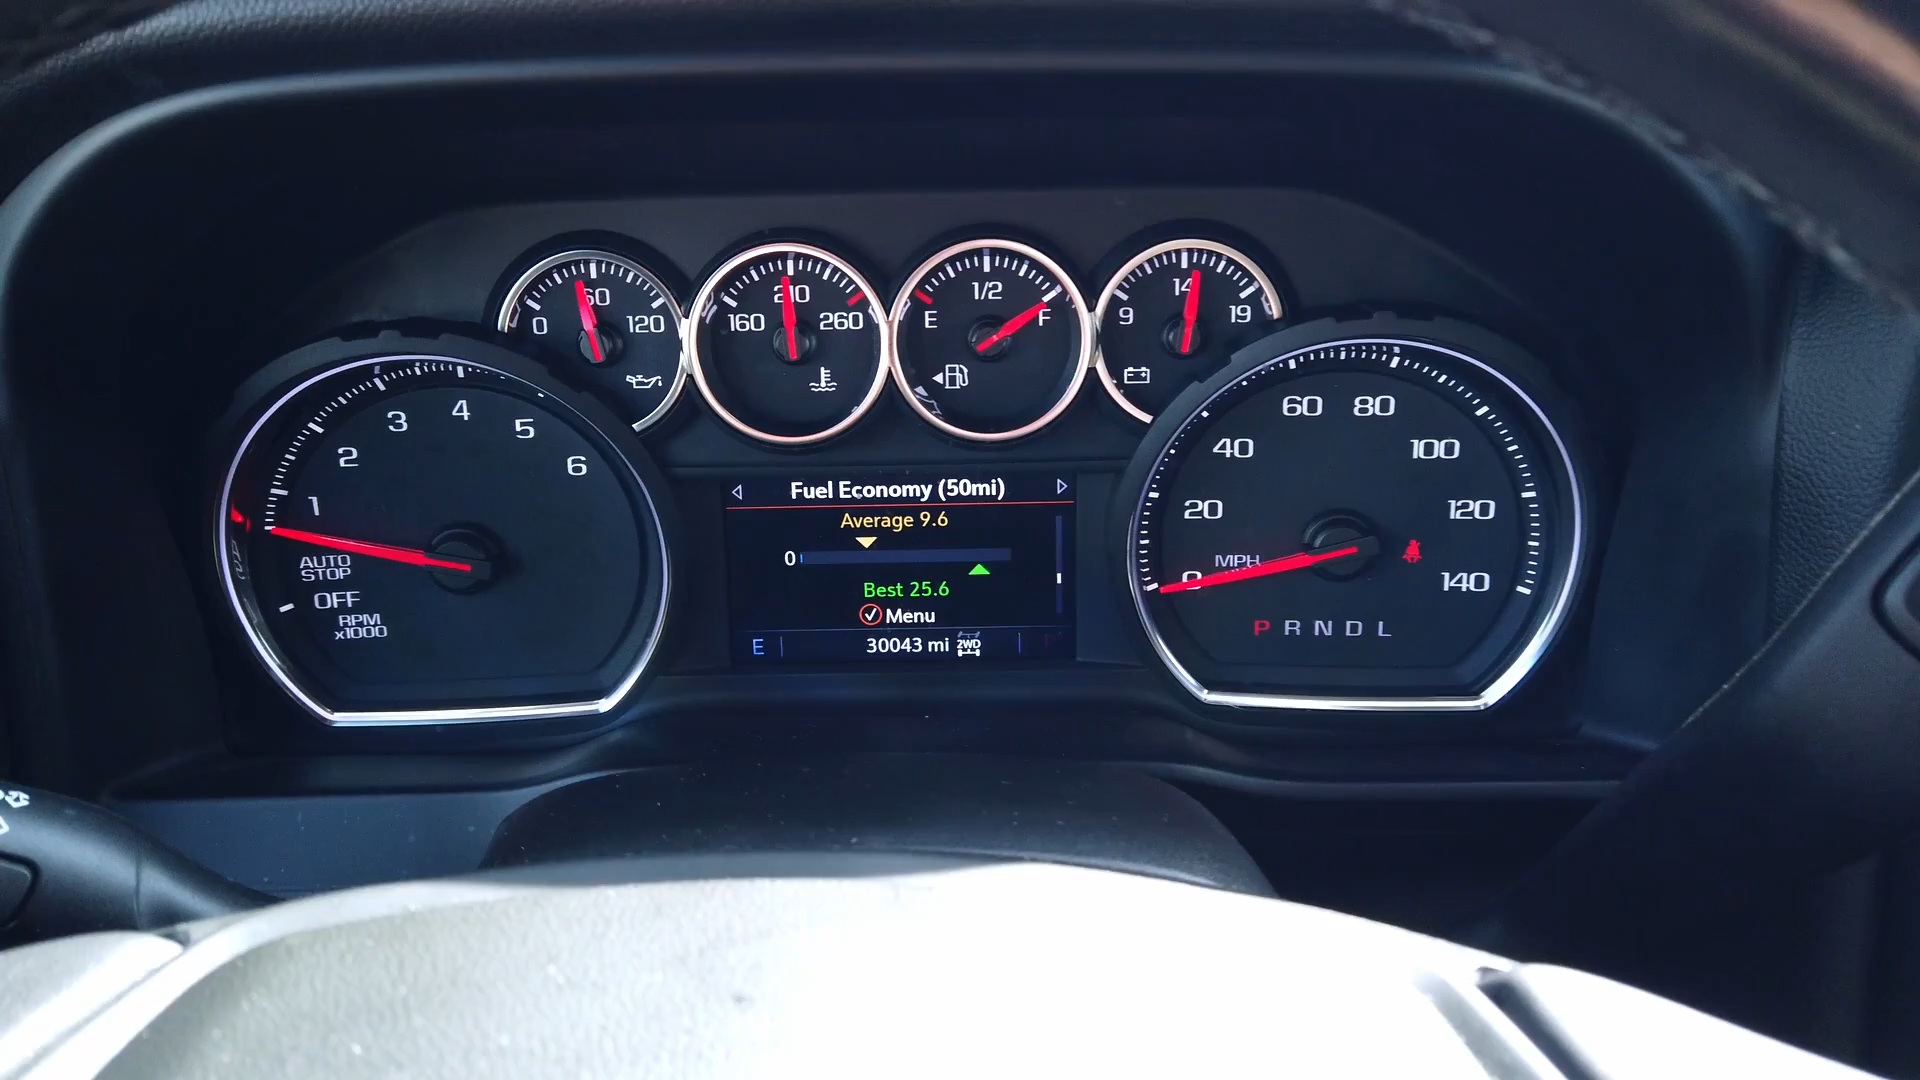 0 60 120
160 210 260
E 1/2 F
9 14 19
1 2 3 4 5 6
AUTO
STOP
OFF
RPM
x1000
Fuel Economy (50mi)
Average 9.6
0
Best 25.6
Menu
E 30043 mi 2WD
0 20 40 60 80 100 120 140
MPH
P R N D L